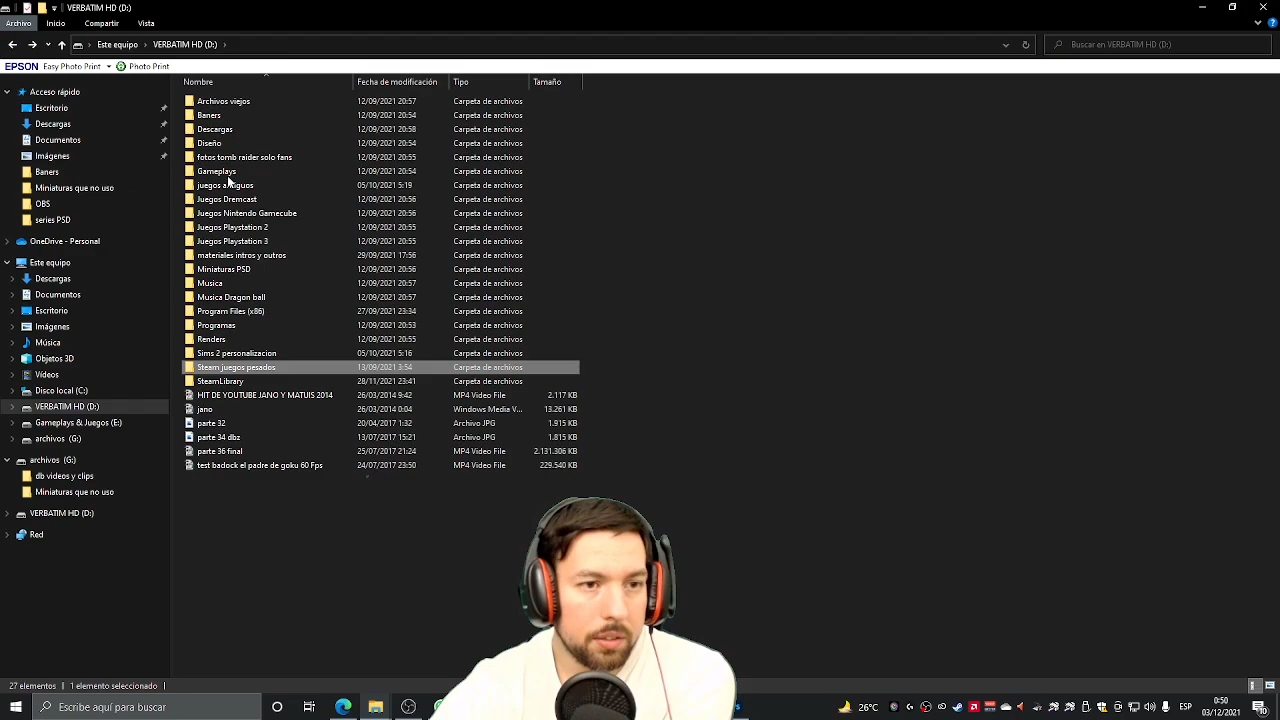 VERBATIM HD (D:)
Archivo Inicio Compartir Vista
Este equipo VERBATIM HD (D:)
Buscar en VERBATIM HD (D:)
EPSON Easy Photo Print Photo Print
Acceso rápido
Escritorio
Descargas
Documentos
Imágenes
Baners
Miniaturas que no uso
OBS
series PSD
OneDrive - Personal
Este equipo
Descargas
Documentos
Escritorio
Imágenes
Música
Objetos 3D
Vídeos
Disco local (C:)
VERBATIM HD (D:)
Gameplays & Juegos (E:)
archivos (G:)
archivos (G:)
db videos y clips
Miniaturas que no uso
VERBATIM HD (D:)
Red
Nombre Fecha de modificación Tipo Tamaño
Archivos viejos 12/09/2021 20:57 Carpeta de archivos
Baners 12/09/2021 20:54 Carpeta de archivos
Descargas 12/09/2021 20:58 Carpeta de archivos
Diseño 12/09/2021 20:54 Carpeta de archivos
fotos tomb raider solo fans 12/09/2021 20:55 Carpeta de archivos
Gameplays 12/09/2021 20:54 Carpeta de archivos
juegos 05/10/2021 5:19 Carpeta de archivos
Juegos Dremcast 12/09/2021 20:56 Carpeta de archivos
Juegos Nintendo Gamecube 12/09/2021 20:56 Carpeta de archivos
Juegos Playstation 2 12/09/2021 20:55 Carpeta de archivos
Juegos Playstation 3 12/09/2021 20:55 Carpeta de archivos
materiales intros y outros 29/09/2021 17:56 Carpeta de archivos
Miniaturas PSD 12/09/2021 20:56 Carpeta de archivos
Musica 12/09/2021 20:57 Carpeta de archivos
Musica Dragon ball 12/09/2021 20:57 Carpeta de archivos
Program Files (x86) 27/09/2021 23:34 Carpeta de archivos
Programas 12/09/2021 20:53 Carpeta de archivos
Renders 12/09/2021 20:55 Carpeta de archivos
Sims 2 personalizacion 05/10/2021 5:16 Carpeta de archivos
Steam juegos pesados 13/09/2021 3:54 Carpeta de archivos
SteamLibrary 28/11/2021 23:41 Carpeta de archivos
HIT DE YOUTUBE JANO Y MATUIS 2014 26/03/2014 9:42 MP4 Video File 2.117 KB
jano 26/03/2014 0:04 Windows Media V... 13.261 KB
parte 32 20/04/2017 1:32 Archivo JPG 1.915 KB
parte 34 dbz 13/07/2017 15:21 Archivo JPG 1.815 KB
parte 36 final 25/07/2017 21:24 MP4 Video File 2.131.306 KB
test badock el padre de goku 60 Fps 24/07/2017 23:50 MP4 Video File 229.540 KB
27 elementos 1 elemento seleccionado
Escribe aquí para buscar
26°C
ESP
0:50
03/12/2021